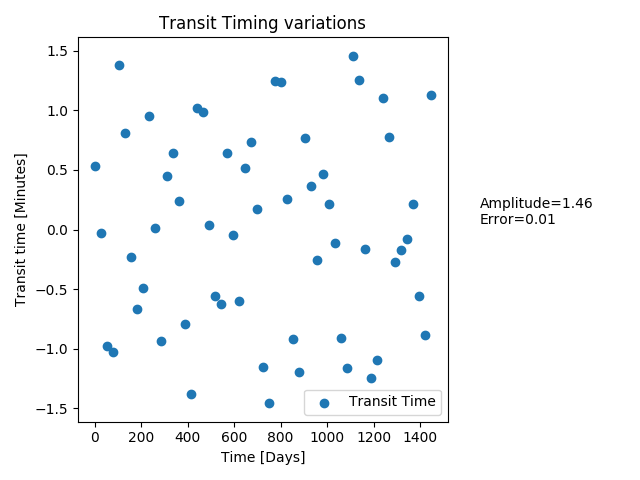 Transit Timing variations
Transit time [Minutes]
1.5
1.0
0.5
0.0
−0.5
−1.0
−1.5
0
200
400
600
800
1000
1200
1400
Time [Days]
Transit Time
Amplitude=1.46
Error=0.01